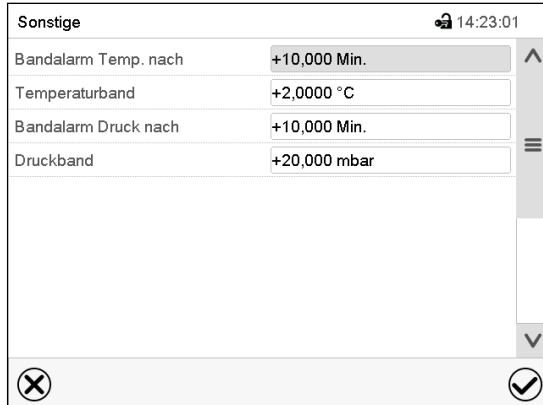 Sonstige 14:23:01
Bandalarm Temp. nach +10,000 Min.
Temperaturband +2,0000 °C
Bandalarm Druck nach +10,000 Min.
Druckband +20,000 mbar